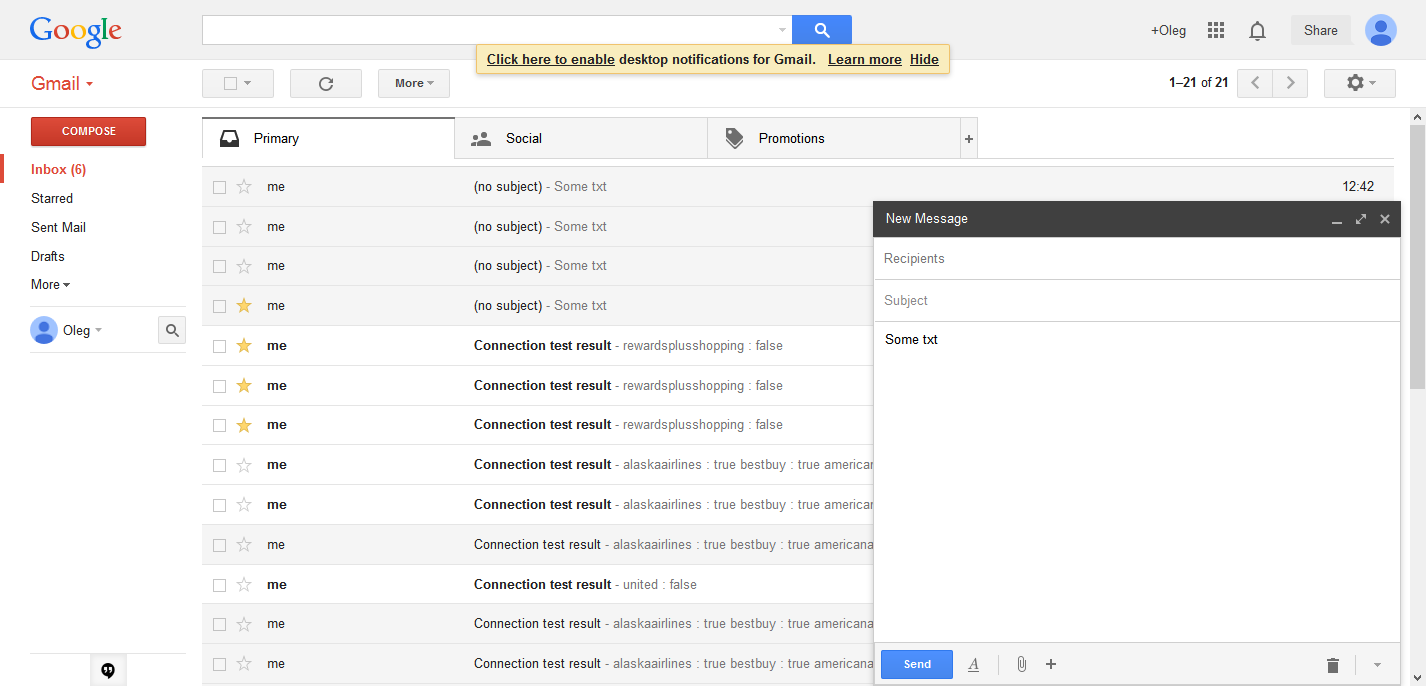 Google
+Oleg
Share
Click here to enable desktop notifications for Gmail. Learn more Hide
Gmail
More
1–21 of 21
COMPOSE
Inbox (6)
Starred
Sent Mail
Drafts
More
Oleg
Primary
Social
Promotions
+
me (no subject) - Some txt 12:42
me (no subject) - Some txt
me (no subject) - Some txt
me (no subject) - Some txt
me Connection test result - rewardsplusshopping : false
me Connection test result - rewardsplusshopping : false
me Connection test result - rewardsplusshopping : false
me Connection test result - alaskaairlines : true bestbuy : true american
me Connection test result - alaskaairlines : true bestbuy : true american
me Connection test result - alaskaairlines : true bestbuy : true americana
me Connection test result - united : false
me Connection test result - alaskaairlines : true bestbuy : true americana
me Connection test result - alaskaairlines : true bestbuy : true americana
New Message
Recipients
Subject
Some txt
Send
A